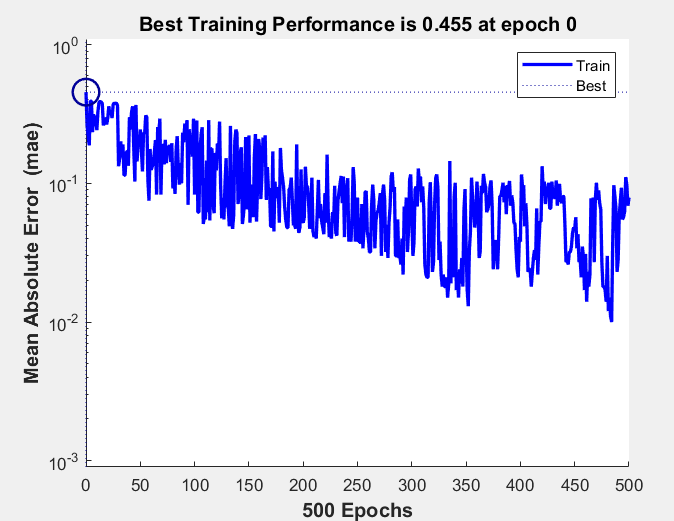 Best Training Performance is 0.455 at epoch 0
10^0
10^-1
10^-2
10^-3
Mean Absolute Error (mae)
Train
Best
0 50 100 150 200 250 300 350 400 450 500
500 Epochs